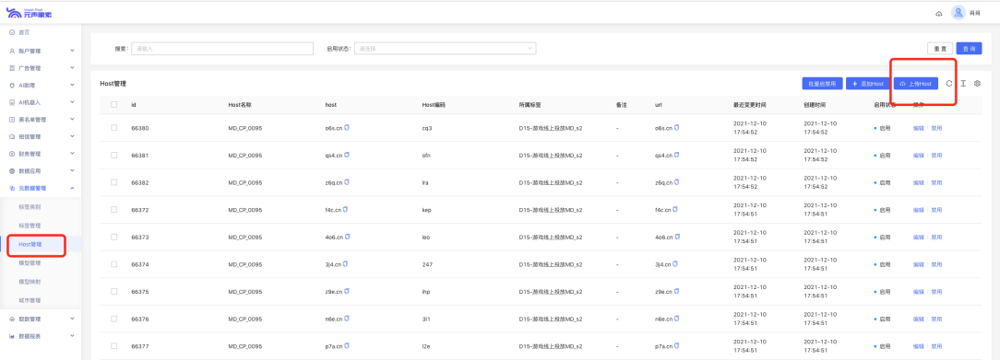 Vowel Pixel
元声象素
肖肖
首页
账户管理
广告管理
AI助理
AI机器人
黑名单管理
短信管理
财务管理
数据应用
元数据管理
标签类别
标签管理
Host管理
模型管理
模型映射
城市管理
取数管理
数据报表
搜索: 请输入 启用状态: 请选择 重 置 查 询
Host管理 批量启禁用 + 添加Host 上传Host
id Host名称 host Host编码 所属标签 备注 url 最近变更时间 创建时间 启用状态 操作
66380 MD_CP_0095 o6s.cn cq3 D15-游戏线上投放MD_s2 - o6s.cn 2021-12-10 17:54:52 2021-12-10 17:54:52 启用 编辑 禁用
66381 MD_CP_0095 qs4.cn ofn D15-游戏线上投放MD_s2 - qs4.cn 2021-12-10 17:54:52 2021-12-10 17:54:52 启用 编辑 禁用
66382 MD_CP_0095 z6q.cn lra D15-游戏线上投放MD_s2 - z6q.cn 2021-12-10 17:54:52 2021-12-10 17:54:52 启用 编辑 禁用
66372 MD_CP_0095 f4c.cn kep D15-游戏线上投放MD_s2 - f4c.cn 2021-12-10 17:54:51 2021-12-10 17:54:51 启用 编辑 禁用
66373 MD_CP_0095 4o6.cn leo D15-游戏线上投放MD_s2 - 4o6.cn 2021-12-10 17:54:51 2021-12-10 17:54:51 启用 编辑 禁用
66374 MD_CP_0095 3j4.cn 247 D15-游戏线上投放MD_s2 - 3j4.cn 2021-12-10 17:54:51 2021-12-10 17:54:51 启用 编辑 禁用
66375 MD_CP_0095 z9e.cn ihp D15-游戏线上投放MD_s2 - z9e.cn 2021-12-10 17:54:51 2021-12-10 17:54:51 启用 编辑 禁用
66376 MD_CP_0095 n6e.cn 3l1 D15-游戏线上投放MD_s2 - n6e.cn 2021-12-10 17:54:51 2021-12-10 17:54:51 启用 编辑 禁用
66377 MD_CP_0095 p7a.cn l2e D15-游戏线上投放MD_s2 - p7a.cn 2021-12-10 17:54:51 2021-12-10 17:54:51 启用 编辑 禁用